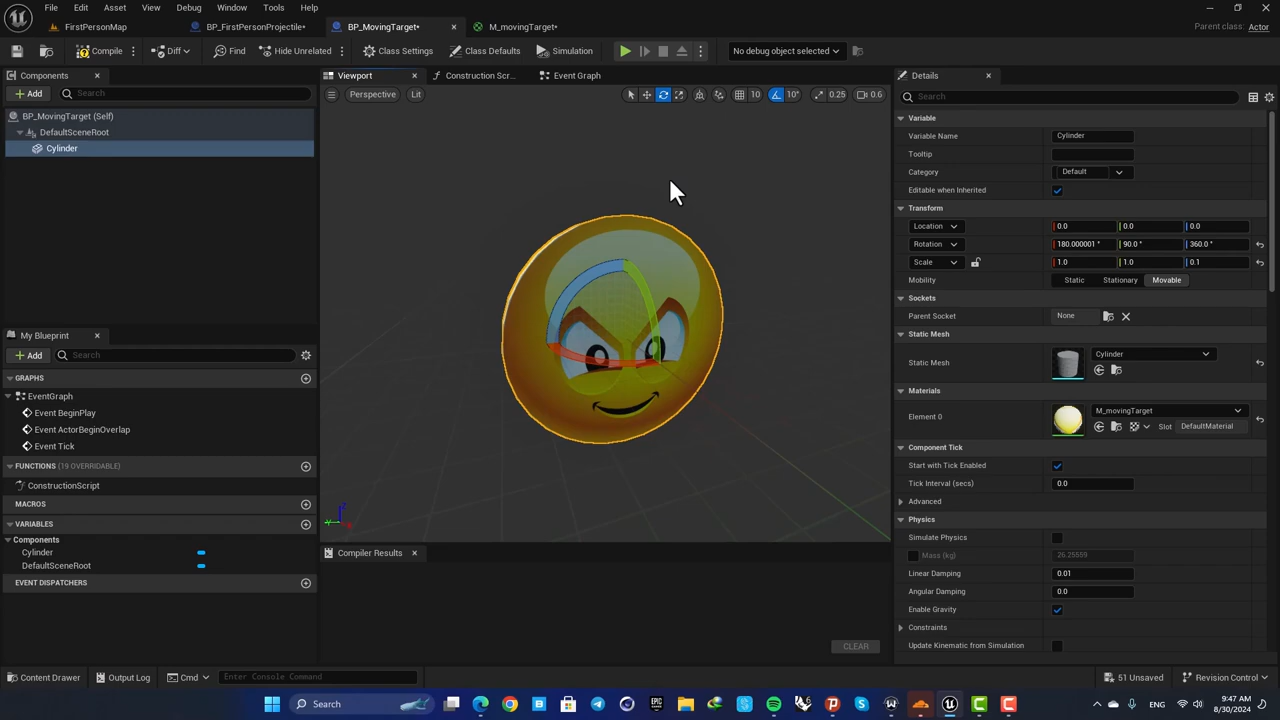 File Edit Asset View Debug Window Tools Help
Parent class: Actor
FirstPersonMap BP_FirstPersonProjectile* BP_MovingTarget* M_movingTarget*
Compile Diff Find Hide Unrelated Class Settings Class Defaults Simulation No debug object selected
Components
Add Search
BP_MovingTarget (Self)
DefaultSceneRoot
Cylinder
My Blueprint
Add Search
GRAPHS
EventGraph
Event BeginPlay
Event ActorBeginOverlap
Event Tick
FUNCTIONS (19 OVERRIDABLE)
ConstructionScript
MACROS
VARIABLES
Components
Cylinder
DefaultSceneRoot
EVENT DISPATCHERS
Viewport Construction Scr... Event Graph
Perspective Lit 10 10° 0.25 0.6
Compiler Results
CLEAR
Details
Search
Variable
Variable Name Cylinder
Tooltip
Category Default
Editable when Inherited
Transform
Location 0.0 0.0 0.0
Rotation 180.000001 ° 90.0 ° 360.0 °
Scale 1.0 1.0 0.1
Mobility Static Stationary Movable
Sockets
Parent Socket None
Static Mesh
Static Mesh Cylinder
Materials
Element 0 M_movingTarget
Slot DefaultMaterial
Component Tick
Start with Tick Enabled
Tick Interval (secs) 0.0
Advanced
Physics
Simulate Physics
Mass (kg) 26.25559
Linear Damping 0.01
Angular Damping 0.0
Enable Gravity
Constraints
Update Kinematic from Simulation
Content Drawer Output Log Cmd Enter Console Command 51 Unsaved Revision Control
Search
ENG
9:47 AM
8/30/2024